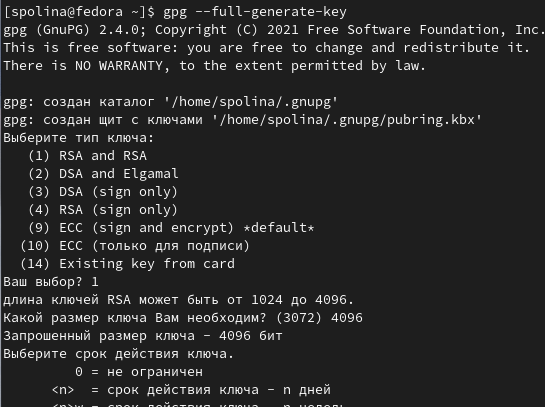 [spolina@fedora ~]$ gpg --full-generate-key
gpg (GnuPG) 2.4.0; Copyright (C) 2021 Free Software Foundation, Inc.
This is free software: you are free to change and redistribute it.
There is NO WARRANTY, to the extent permitted by law.
gpg: создан каталог '/home/spolina/.gnupg'
gpg: создан щит с ключами '/home/spolina/.gnupg/pubring.kbx'
Выберите тип ключа:
(1) RSA and RSA
(2) DSA and Elgamal
(3) DSA (sign only)
(4) RSA (sign only)
(9) ECC (sign and encrypt) *default*
(10) ECC (только для подписи)
(14) Existing key from card
Ваш выбор? 1
длина ключей RSA может быть от 1024 до 4096.
Какой размер ключа Вам необходим? (3072) 4096
Запрошенный размер ключа - 4096 бит
Выберите срок действия ключа.
0 = не ограничен
<n> = срок действия ключа - n дней
<n>w = срок действия ключа - n недель